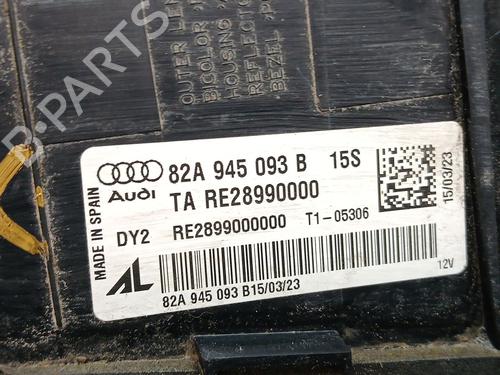 OUTER LEN
BICOLOR
HOUSING
REFLECTO
BEZEL
B-PARTS
MADE IN SPAIN
Audi
82A 945 093 B 15S
TA RE28990000
DY2 RE2899000000 T1-05306
15/03/23
AL
82A 945 093 B15/03/23
12V